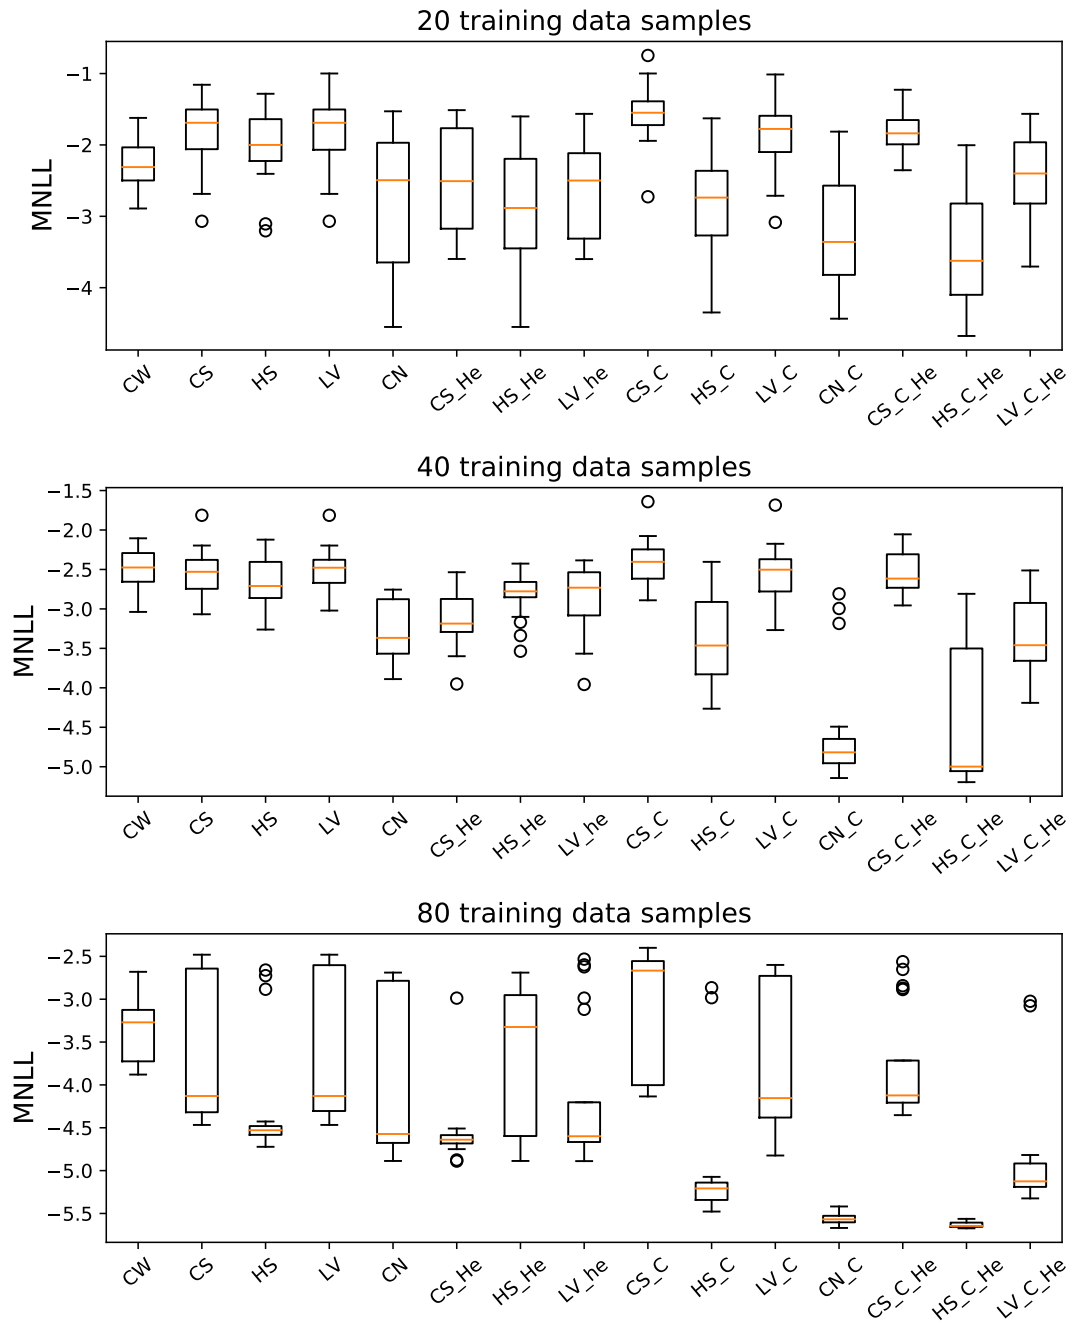 20 training data samples
MNLL
−1
−2
−3
−4
CW CS HS LV CN CS_He HS_He LV_he CS_C HS_C LV_C CN_C CS_C_He HS_C_He LV_C_He
40 training data samples
MNLL
−1.5
−2.0
−2.5
−3.0
−3.5
−4.0
−4.5
−5.0
CW CS HS LV CN CS_He HS_He LV_he CS_C HS_C LV_C CN_C CS_C_He HS_C_He LV_C_He
80 training data samples
MNLL
−2.5
−3.0
−3.5
−4.0
−4.5
−5.0
−5.5
CW CS HS LV CN CS_He HS_He LV_he CS_C HS_C LV_C CN_C CS_C_He HS_C_He LV_C_He